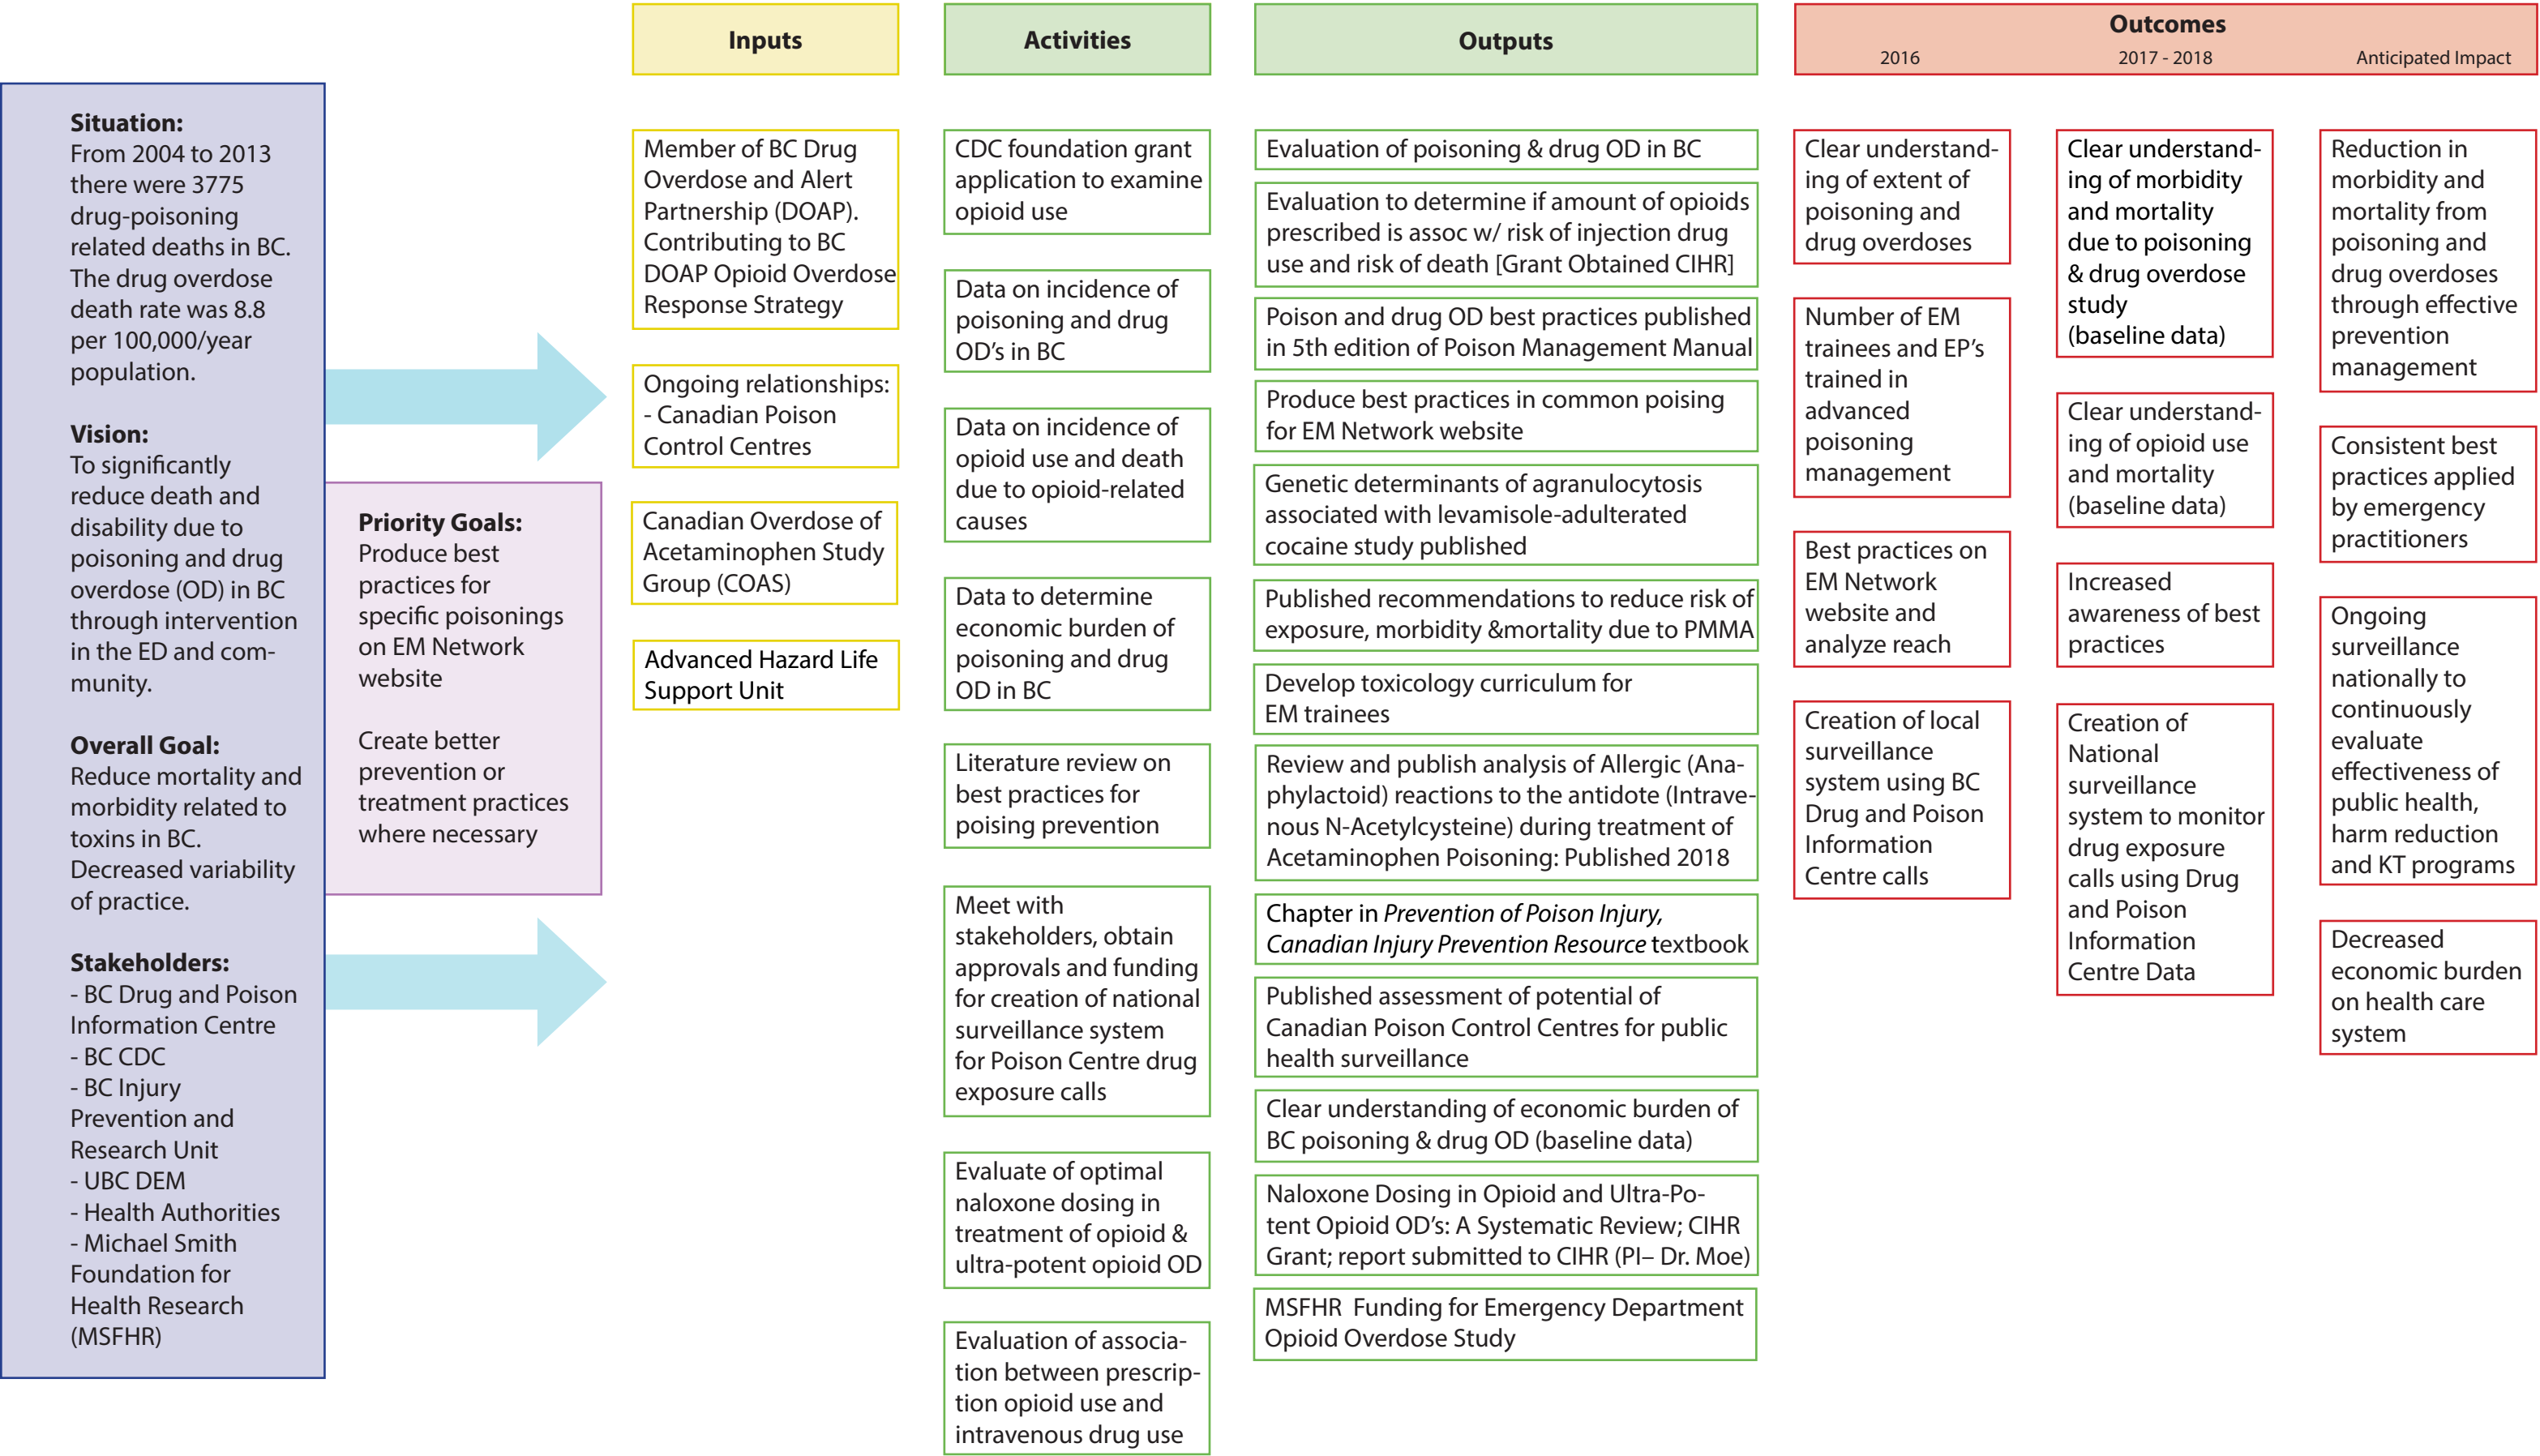 Inputs
Activities
Outputs
Outcomes
2016
2017 - 2018
Anticipated Impact
Situation:
From 2004 to 2013
there were 3775
drug-poisoning
related deaths in BC.
The drug overdose
death rate was 8.8
per 100,000/year
population.
Vision:
To significantly
reduce death and
disability due to
poisoning and drug
overdose (OD) in BC
through intervention
in the ED and com-
munity.
Overall Goal:
Reduce mortality and
morbidity related to
toxins in BC.
Decreased variability
of practice.
Stakeholders:
- BC Drug and Poison
Information Centre
- BC CDC
- BC Injury
Prevention and
Research Unit
- UBC DEM
- Health Authorities
- Michael Smith
Foundation for
Health Research
(MSFHR)
Priority Goals:
Produce best
practices for
specific poisonings
on EM Network
website
Create better
prevention or
treatment practices
where necessary
Member of BC Drug
Overdose and Alert
Partnership (DOAP).
Contributing to BC
DOAP Opioid Overdose
Response Strategy
Ongoing relationships:
- Canadian Poison
Control Centres
Canadian Overdose of
Acetaminophen Study
Group (COAS)
Advanced Hazard Life
Support Unit
CDC foundation grant
application to examine
opioid use
Data on incidence of
poisoning and drug
OD's in BC
Data on incidence of
opioid use and death
due to opioid-related
causes
Data to determine
economic burden of
poisoning and drug
OD in BC
Literature review on
best practices for
poising prevention
Meet with
stakeholders, obtain
approvals and funding
for creation of national
surveillance system
for Poison Centre drug
exposure calls
Evaluate of optimal
naloxone dosing in
treatment of opioid &
ultra-potent opioid OD
Evaluation of associa-
tion between prescrip-
tion opioid use and
intravenous drug use
Evaluation of poisoning & drug OD in BC
Evaluation to determine if amount of opioids
prescribed is assoc w/ risk of injection drug
use and risk of death [Grant Obtained CIHR]
Poison and drug OD best practices published
in 5th edition of Poison Management Manual
Produce best practices in common poising
for EM Network website
Genetic determinants of agranulocytosis
associated with levamisole-adulterated
cocaine study published
Published recommendations to reduce risk of
exposure, morbidity &mortality due to PMMA
Develop toxicology curriculum for
EM trainees
Review and publish analysis of Allergic (Ana-
phylactoid) reactions to the antidote (Intrave-
nous N-Acetylcysteine) during treatment of
Acetaminophen Poisoning: Published 2018
Chapter in Prevention of Poison Injury,
Canadian Injury Prevention Resource textbook
Published assessment of potential of
Canadian Poison Control Centres for public
health surveillance
Clear understanding of economic burden of
BC poisoning & drug OD (baseline data)
Naloxone Dosing in Opioid and Ultra-Po-
tent Opioid OD's: A Systematic Review; CIHR
Grant; report submitted to CIHR (PI– Dr. Moe)
MSFHR  Funding for Emergency Department
Opioid Overdose Study
Clear understand-
ing of extent of
poisoning and
drug overdoses
Number of EM
trainees and EP's
trained in
advanced
poisoning
management
Best practices on
EM Network
website and
analyze reach
Creation of local
surveillance
system using BC
Drug and Poison
Information
Centre calls
Clear understand-
ing of morbidity
and mortality
due to poisoning
& drug overdose
study
(baseline data)
Clear understand-
ing of opioid use
and mortality
(baseline data)
Increased
awareness of best
practices
Creation of
National
surveillance
system to monitor
drug exposure
calls using Drug
and Poison
Information
Centre Data
Reduction in
morbidity and
mortality from
poisoning and
drug overdoses
through effective
prevention
management
Consistent best
practices applied
by emergency
practitioners
Ongoing
surveillance
nationally to
continuously
evaluate
effectiveness of
public health,
harm reduction
and KT programs
Decreased
economic burden
on health care
system